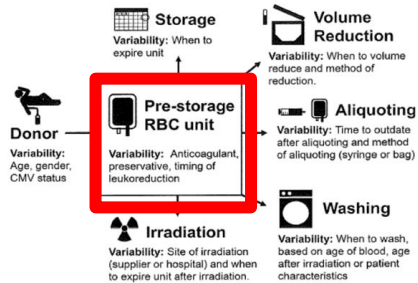 Storage
Variability: When to
expire unit
Volume
Reduction
Variability: When to volume
reduce and method of
reduction.
Donor
Variability:
Age, gender,
CMV status
Pre-storage
RBC unit
Variability: Anticoagulant,
preservative, timing of
leukoreduction
Aliquoting
Variability: Time to outdate
after aliquoting and method
of aliquoting (syringe or bag)
Irradiation
Variability: Site of irradiation
(supplier or hospital) and when
to expire unit after irradiation.
Washing
Variability: When to wash,
based on age of blood, age
after irradiation or patient
characteristics